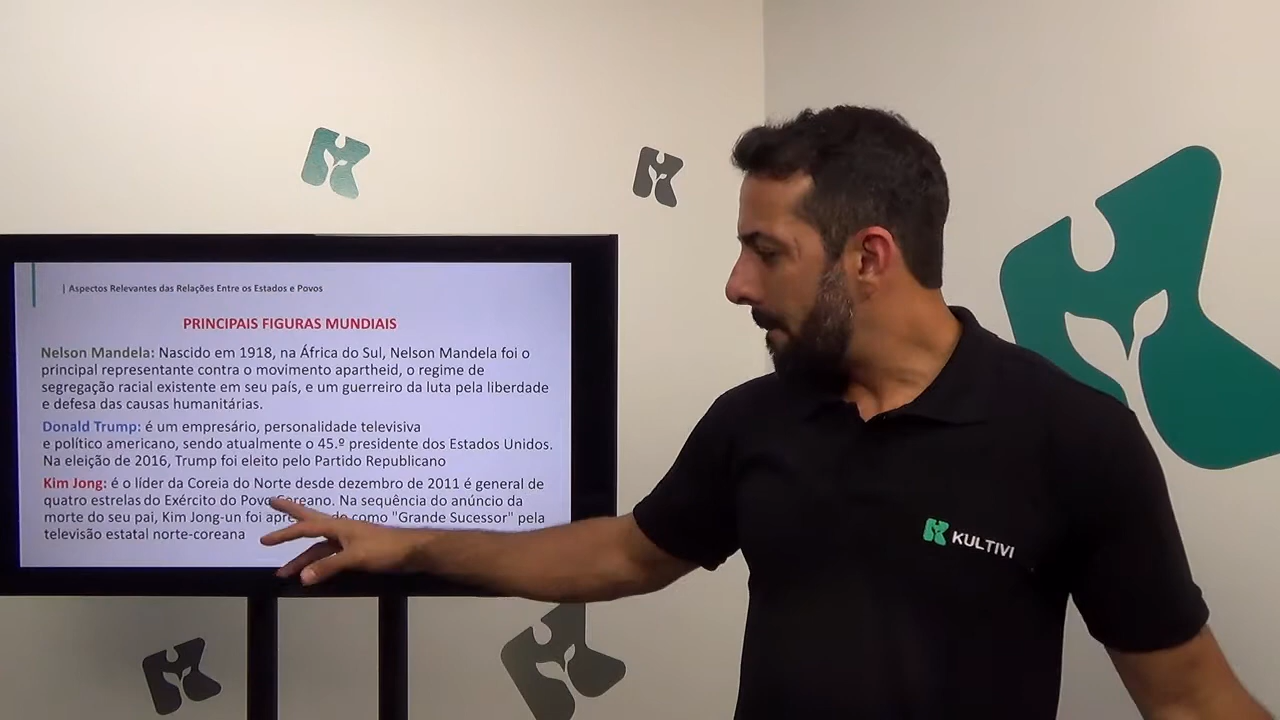 | Aspectos Relevantes das Relações Entre os Estados e Povos
PRINCIPAIS FIGURAS MUNDIAIS
Nelson Mandela: Nascido em 1918, na África do Sul, Nelson Mandela foi o
principal representante contra o movimento apartheid, o regime de
segregação racial existente em seu país, e um guerreiro da luta pela liberdade
e defesa das causas humanitárias.
Donald Trump: é um empresário, personalidade televisiva
e político americano, sendo atualmente o 45.º presidente dos Estados Unidos.
Na eleição de 2016, Trump foi eleito pelo Partido Republicano
Kim Jong: é o líder da Coreia do Norte desde dezembro de 2011 é general de
quatro estrelas do Exército do Povo Coreano. Na sequência do anúncio da
morte do seu pai, Kim Jong-un foi como "Grande Sucessor" pela
televisão estatal norte-coreana
KULTIVI